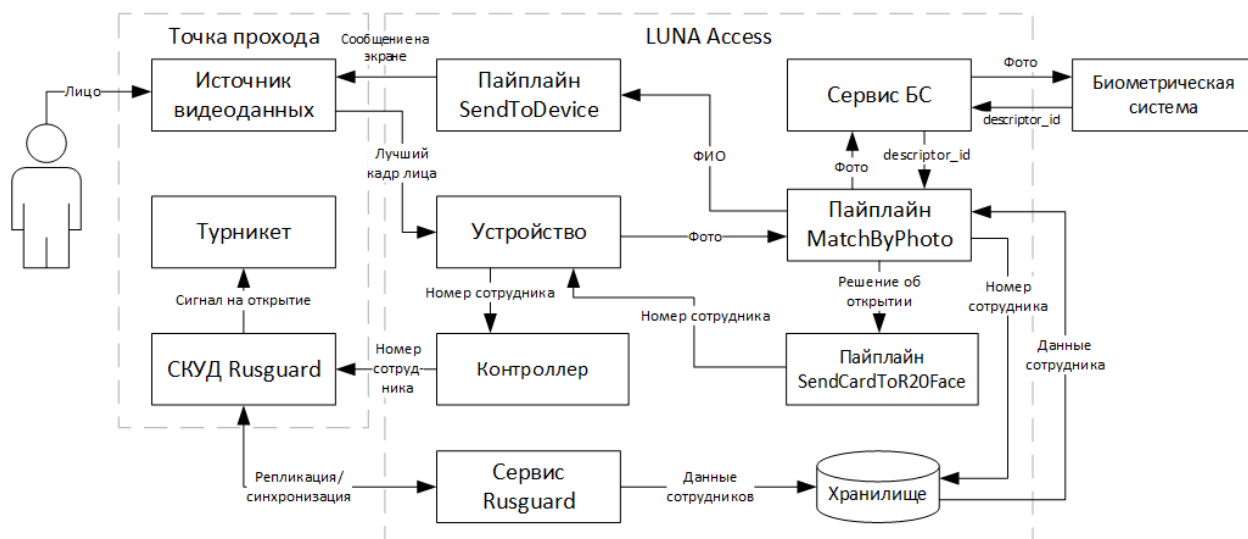 Точка прохода
LUNA Access
Лицо
Источник
видеоданных
Сообщение на
экране
Пайплайн
SendToDevice
Сервис БС
Фото
descriptor_id
Биометрическая
система
Лучший
кадр лица
ФИО
Фото
descriptor_id
Турникет
Устройство
Фото
Пайплайн
MatchByPhoto
Сигнал на открытие
Номер сотрудника
Номер сотрудника
Решение об
открытии
Номер
сотрудника
Данные
сотрудника
СКУД Rusguard
Номер
сотруд-
ника
Контроллер
Пайплайн
SendCardToR20Face
Репликация/
синхронизация
Сервис
Rusguard
Данные
сотрудников
Хранилище